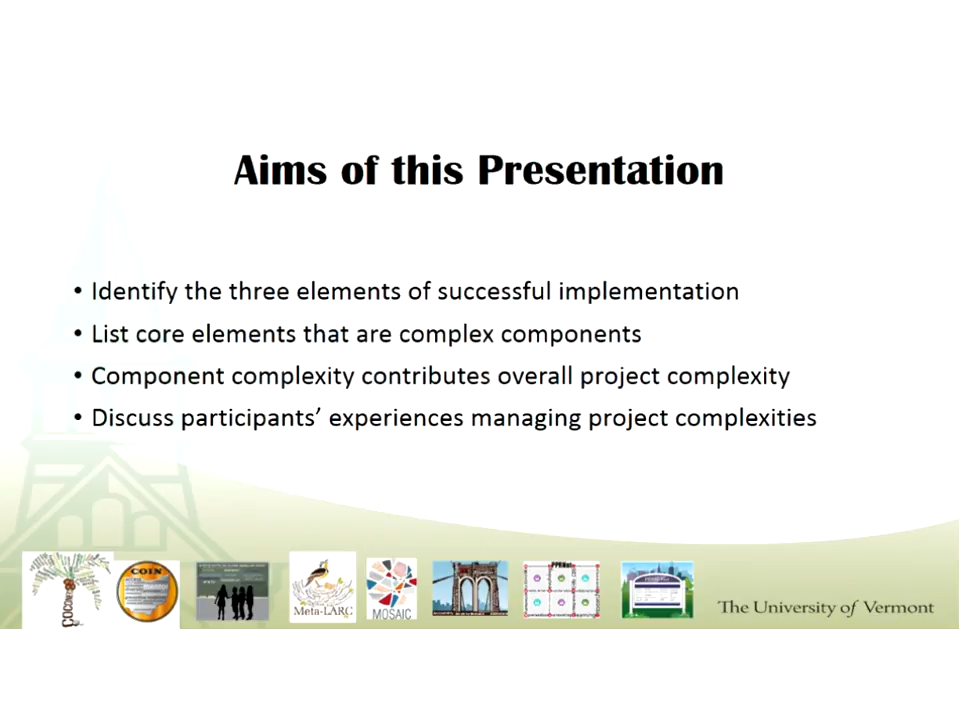 Aims of this Presentation
• Identify the three elements of successful implementation
• List core elements that are complex components
• Component complexity contributes overall project complexity
• Discuss participants’ experiences managing project complexities
COCONET
COIN
Meta-LARC
MOSAIC
PPRNet
The University of Vermont